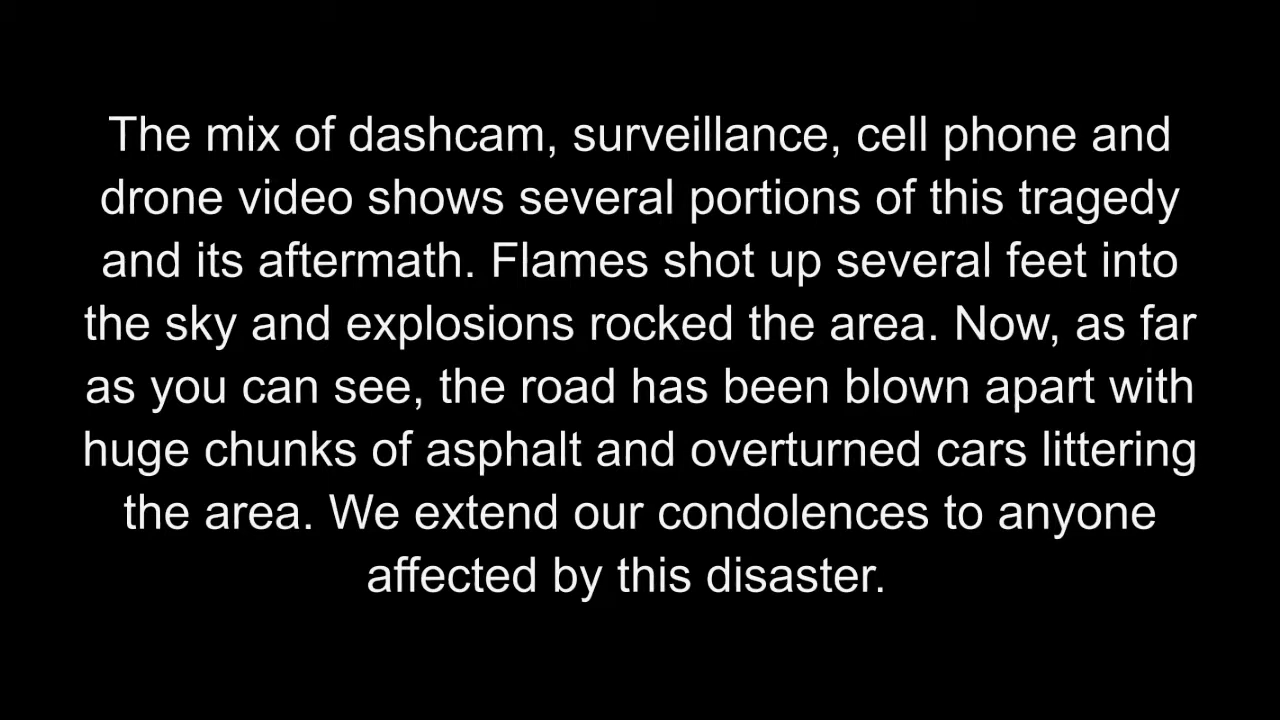 The mix of dashcam, surveillance, cell phone and
drone video shows several portions of this tragedy
and its aftermath. Flames shot up several feet into
the sky and explosions rocked the area. Now, as far
as you can see, the road has been blown apart with
huge chunks of asphalt and overturned cars littering
the area. We extend our condolences to anyone
affected by this disaster.